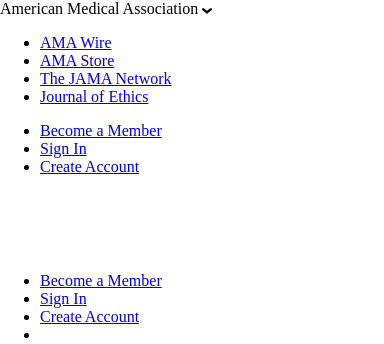 American Medical Association
AMA Wire
AMA Store
The JAMA Network
Journal of Ethics
Become a Member
Sign In
Create Account
Become a Member
Sign In
Create Account